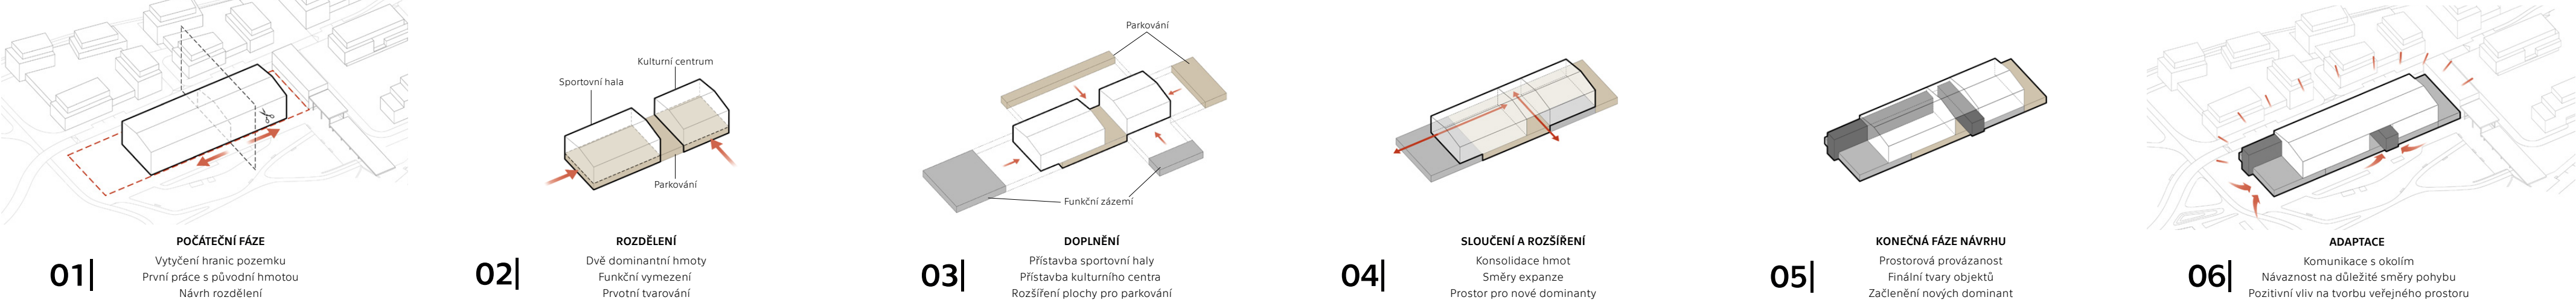 01
POČÁTEČNÍ FÁZE
Vytyčení hranic pozemku
První práce s původní hmotou
Návrh rozdělení
Sportovní hala
Kulturní centrum
Parkování
02
ROZDĚLENÍ
Dvě dominantní hmoty
Funkční vymezení
Prvotní tvarování
Parkování
Funkční zázemí
03
DOPLNĚNÍ
Přístavba sportovní haly
Přístavba kulturního centra
Rozšíření plochy pro parkování
04
SLOUČENÍ A ROZŠÍŘENÍ
Konsolidace hmot
Směry expanze
Prostor pro nové dominanty
05
KONEČNÁ FÁZE NÁVRHU
Prostorová provázanost
Finální tvary objektů
Začlenění nových dominant
06
ADAPTACE
Komunikace s okolím
Návaznost na důležité směry pohybu
Pozitivní vliv na tvorbu veřejného prostoru